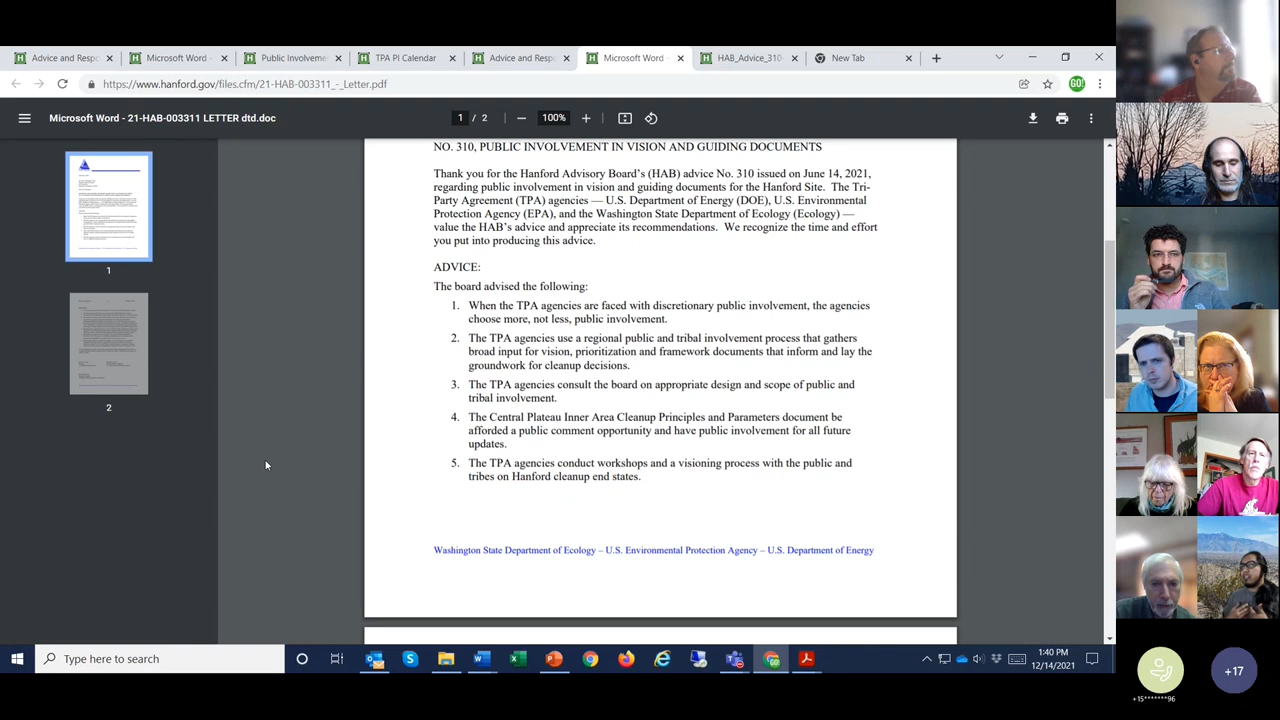 Advice and Respo
Microsoft Word -
Public Involveme
TPA PI Calendar
Advice and Respo
Microsoft Word -
HAB_Advice_310-
New Tab
https://www.hanford.gov/files.cfm/21-HAB-003311_-_Letter.pdf
GO!
Microsoft Word - 21-HAB-003311 LETTER dtd.doc
1 / 2
100%
1
2
NO. 310, PUBLIC INVOLVEMENT IN VISION AND GUIDING DOCUMENTS
Thank you for the Hanford Advisory Board's (HAB) advice No. 310 issued on June 14, 2021,
regarding public involvement in vision and guiding documents for the Hanford Site. The Tri-
Party Agreement (TPA) agencies — U.S. Department of Energy (DOE), U.S. Environmental
Protection Agency (EPA), and the Washington State Department of Ecology (Ecology) —
value the HAB's advice and appreciate its recommendations. We recognize the time and effort
you put into producing this advice.
ADVICE:
The board advised the following:
1. When the TPA agencies are faced with discretionary public involvement, the agencies
choose more, not less, public involvement.
2. The TPA agencies use a regional public and tribal involvement process that gathers
broad input for vision, prioritization and framework documents that inform and lay the
groundwork for cleanup decisions.
3. The TPA agencies consult the board on appropriate design and scope of public and
tribal involvement.
4. The Central Plateau Inner Area Cleanup Principles and Parameters document be
afforded a public comment opportunity and have public involvement for all future
updates.
5. The TPA agencies conduct workshops and a visioning process with the public and
tribes on Hanford cleanup end states.
Washington State Department of Ecology – U.S. Environmental Protection Agency – U.S. Department of Energy
Type here to search
1:40 PM
12/14/2021
+17
+15*******96